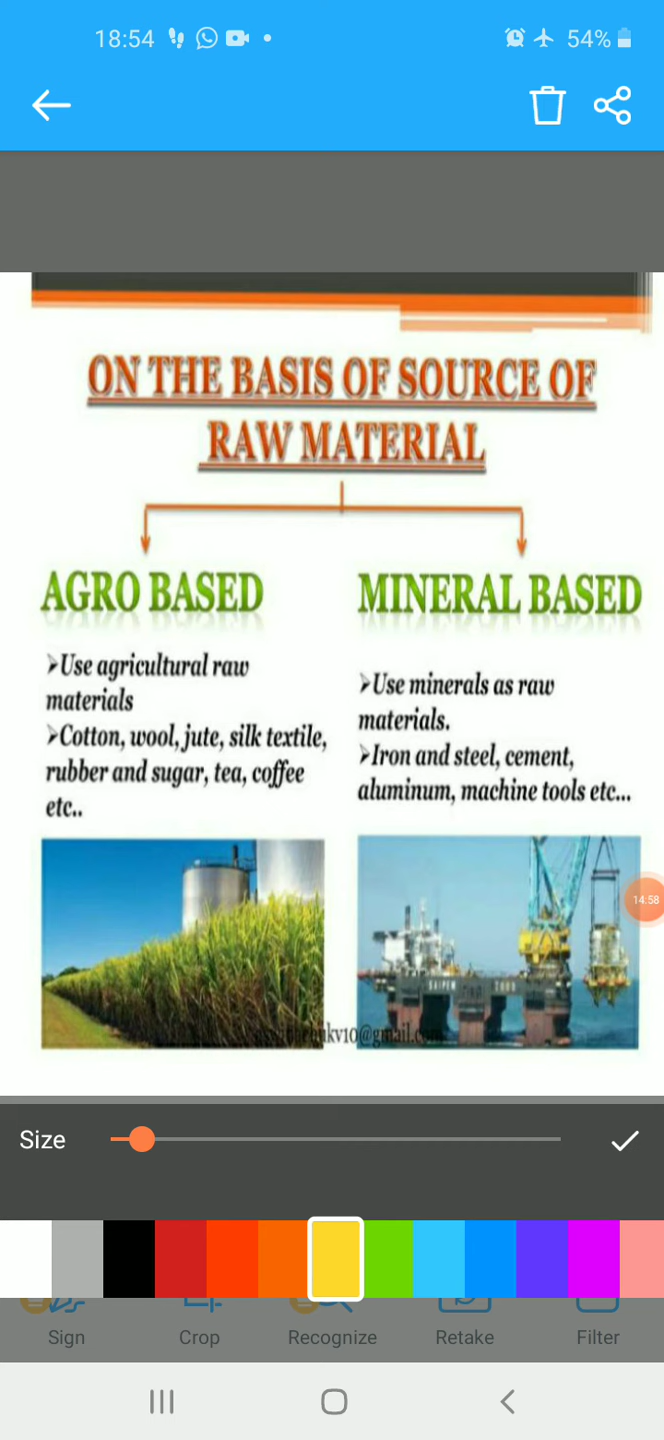 18:54
54%
ON THE BASIS OF SOURCE OF
RAW MATERIAL
AGRO BASED
➢Use agricultural raw
materials
➢Cotton, wool, jute, silk textile,
rubber and sugar, tea, coffee
etc..
MINERAL BASED
➢Use minerals as raw
materials.
➢Iron and steel, cement,
aluminum, machine tools etc...
14:58
SAIPEM
Size
Sign
Crop
Recognize
Retake
Filter